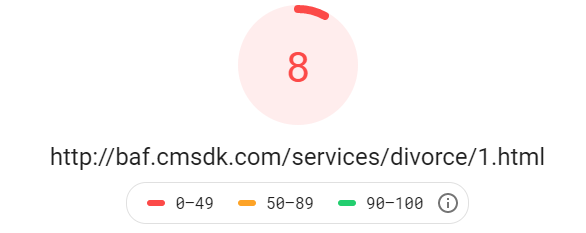 8
http://baf.cmsdk.com/services/divorce/1.html
0–49 50–89 90–100